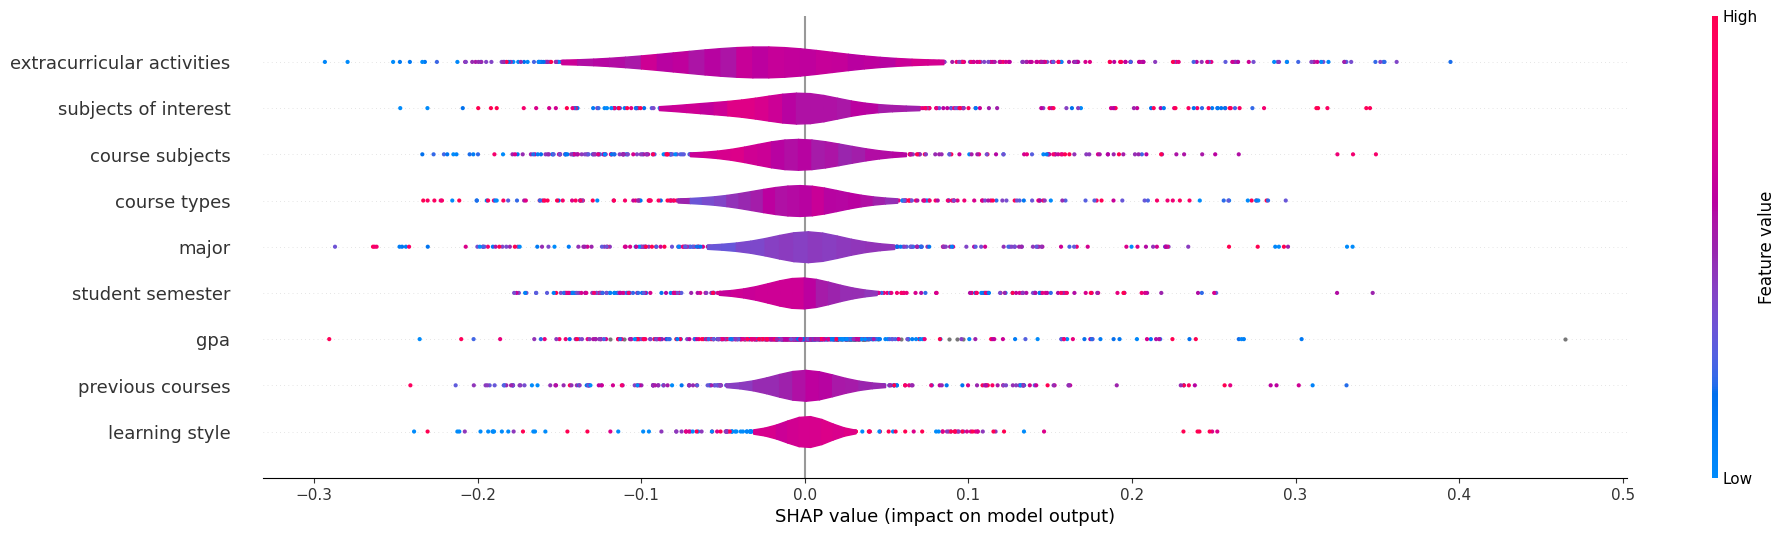 High
extracurricular activities
subjects of interest
course subjects
course types
major
student semester
gpa
previous courses
learning style
Feature value
Low
−0.3 −0.2 −0.1 0.0 0.1 0.2 0.3 0.4 0.5
SHAP value (impact on model output)